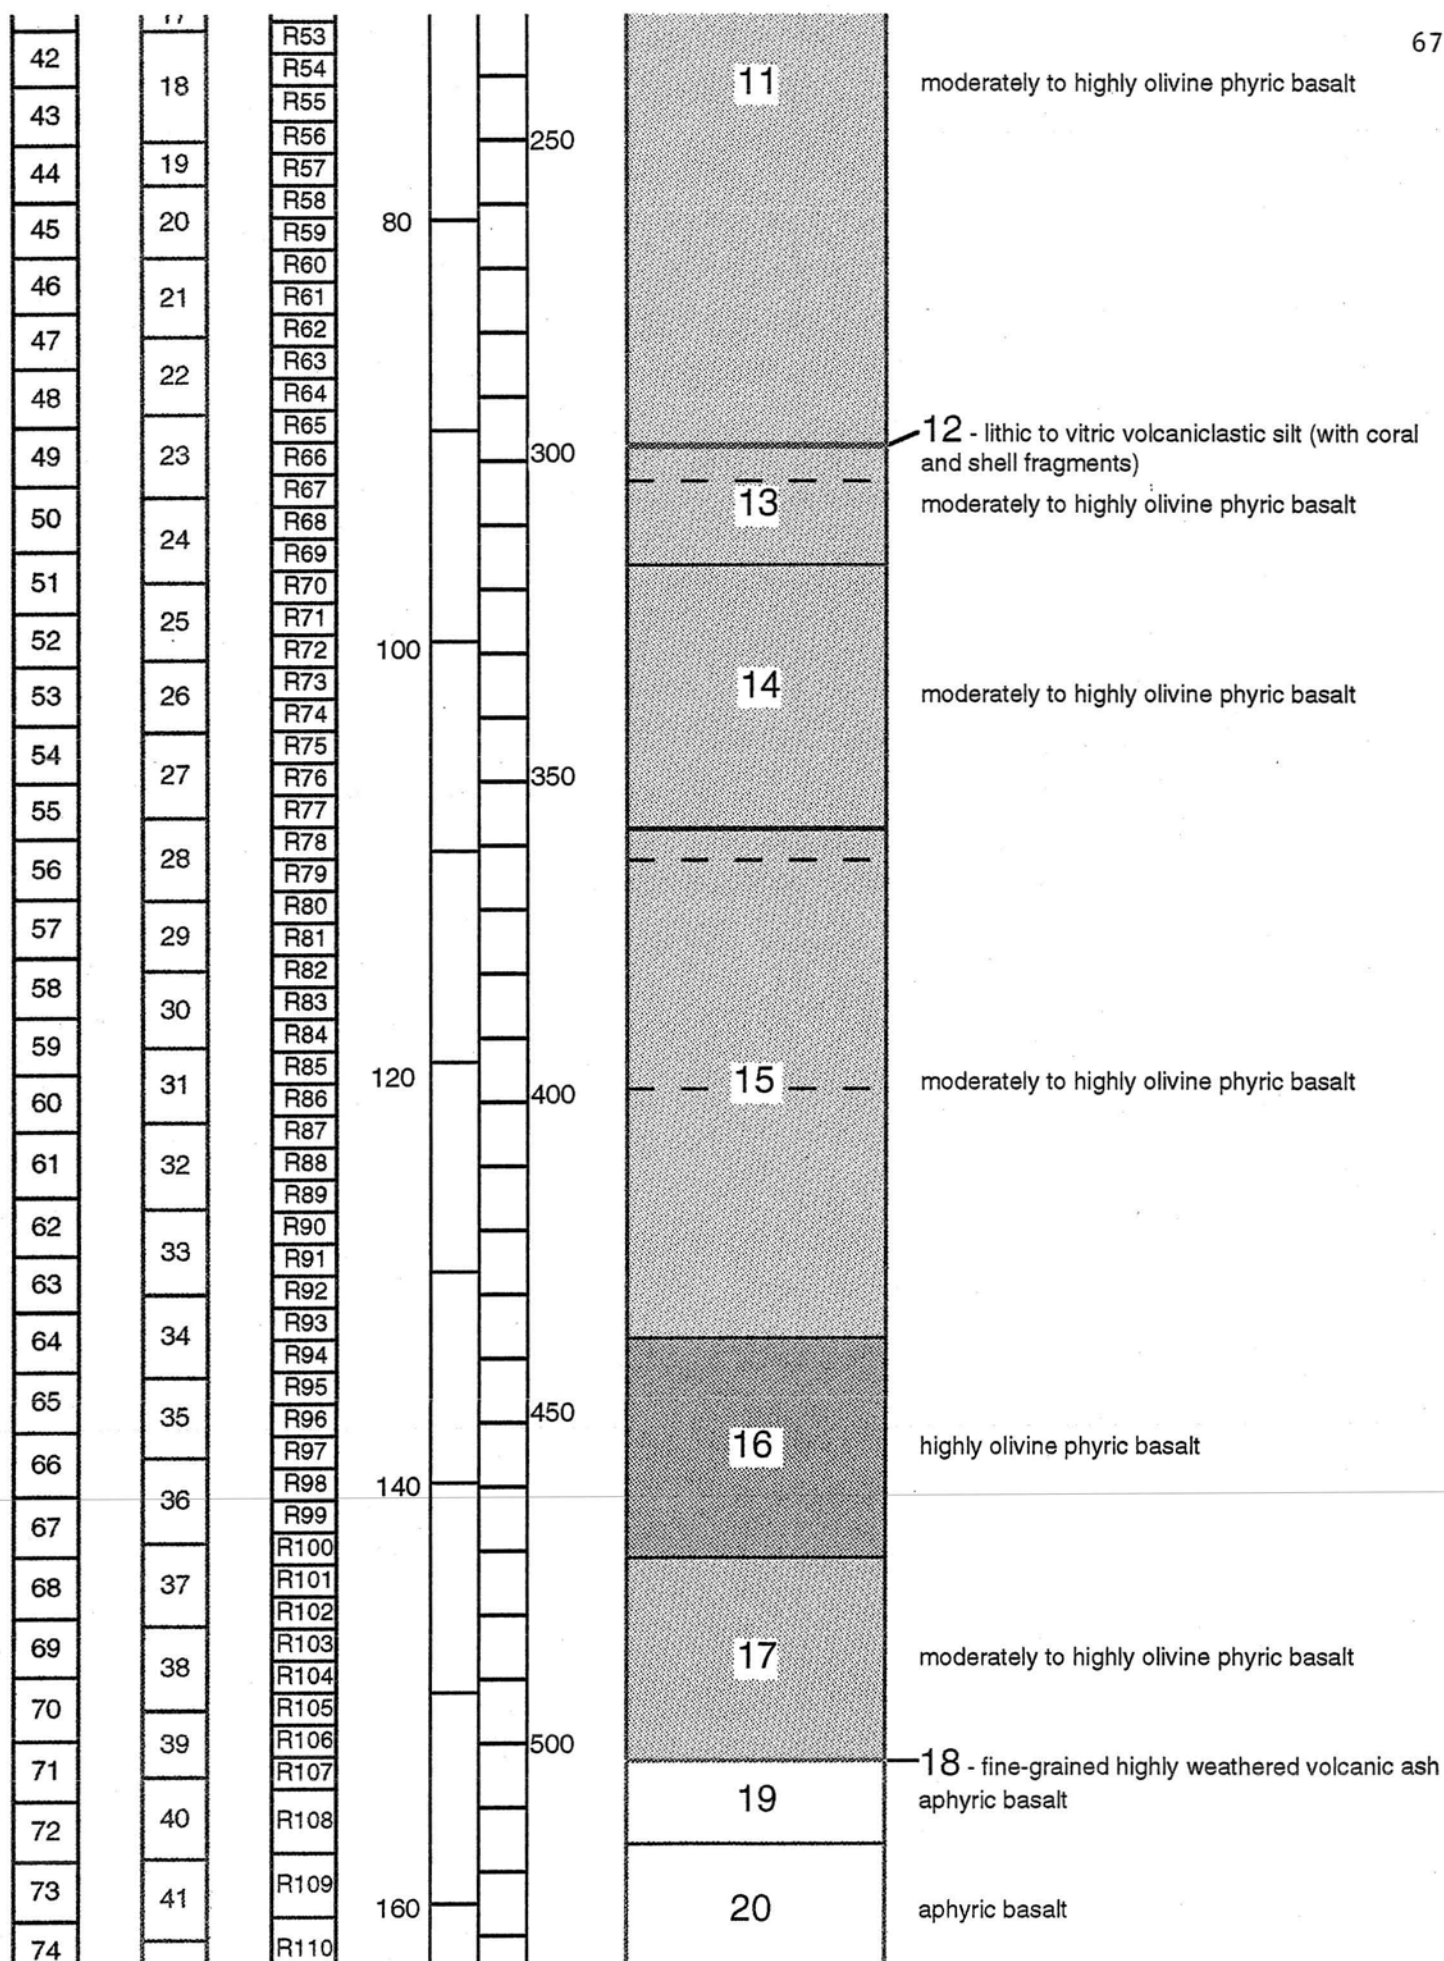 67
17
42
43
44
45
46
47
48
49
50
51
52
53
54
55
56
57
58
59
60
61
62
63
64
65
66
67
68
69
70
71
72
73
74
18
19
20
21
22
23
24
25
26
27
28
29
30
31
32
33
34
35
36
37
38
39
40
41
R53
R54
R55
R56
R57
R58
R59
R60
R61
R62
R63
R64
R65
R66
R67
R68
R69
R70
R71
R72
R73
R74
R75
R76
R77
R78
R79
R80
R81
R82
R83
R84
R85
R86
R87
R88
R89
R90
R91
R92
R93
R94
R95
R96
R97
R98
R99
R100
R101
R102
R103
R104
R105
R106
R107
R108
R109
R110
80
100
120
140
160
250
300
350
400
450
500
11
moderately to highly olivine phyric basalt
12 - lithic to vitric volcaniclastic silt (with coral
and shell fragments)
13
moderately to highly olivine phyric basalt
14
moderately to highly olivine phyric basalt
15
moderately to highly olivine phyric basalt
16
highly olivine phyric basalt
17
moderately to highly olivine phyric basalt
18 - fine-grained highly weathered volcanic ash
19
aphyric basalt
20
aphyric basalt